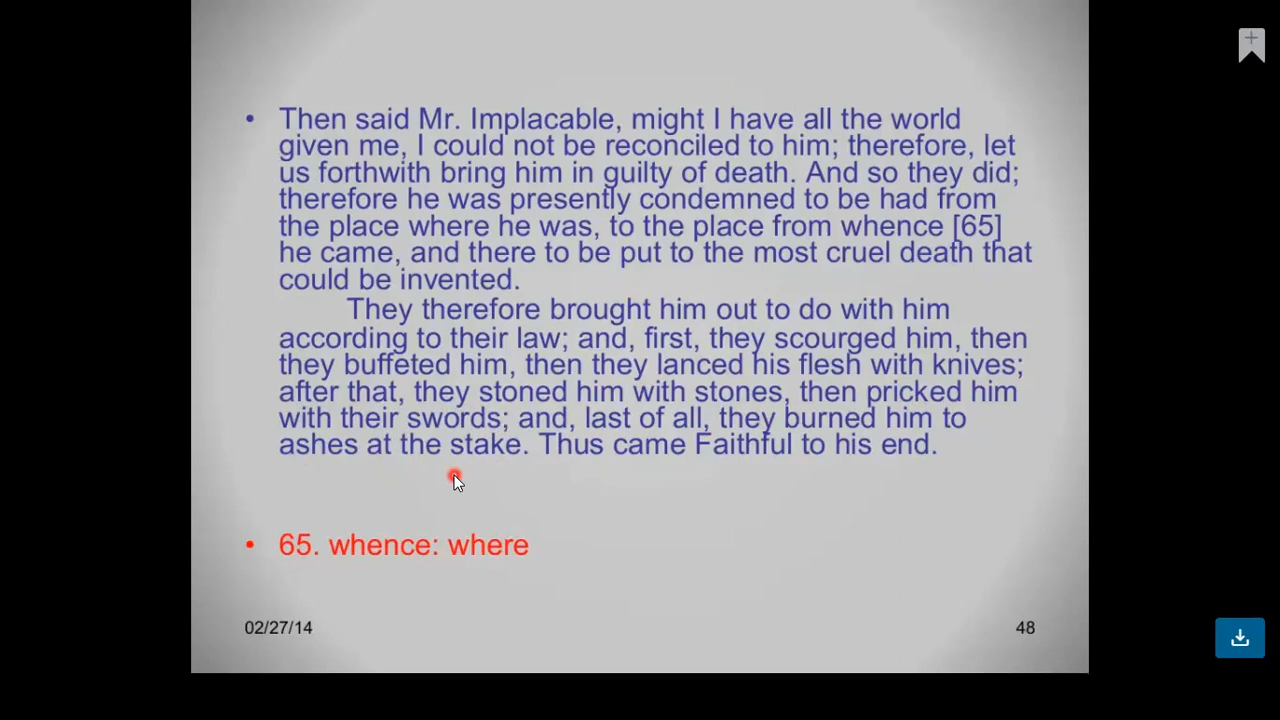 • Then said Mr. Implacable, might I have all the world
given me, I could not be reconciled to him; therefore, let
us forthwith bring him in guilty of death. And so they did;
therefore he was presently condemned to be had from
the place where he was, to the place from whence [65]
he came, and there to be put to the most cruel death that
could be invented.
They therefore brought him out to do with him
according to their law; and, first, they scourged him, then
they buffeted him, then they lanced his flesh with knives;
after that, they stoned him with stones, then pricked him
with their swords; and, last of all, they burned him to
ashes at the stake. Thus came Faithful to his end.
• 65. whence: where
02/27/14
48